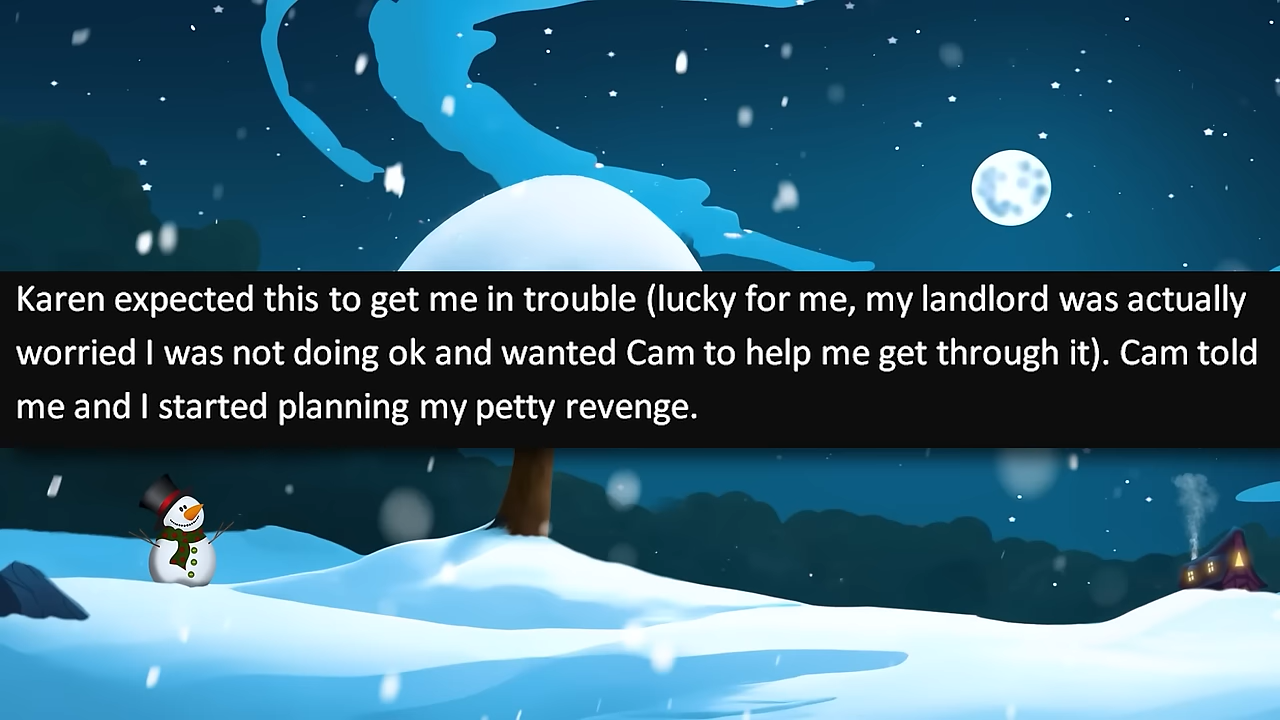 Karen expected this to get me in trouble (lucky for me, my landlord was actually
worried I was not doing ok and wanted Cam to help me get through it). Cam told
me and I started planning my petty revenge.